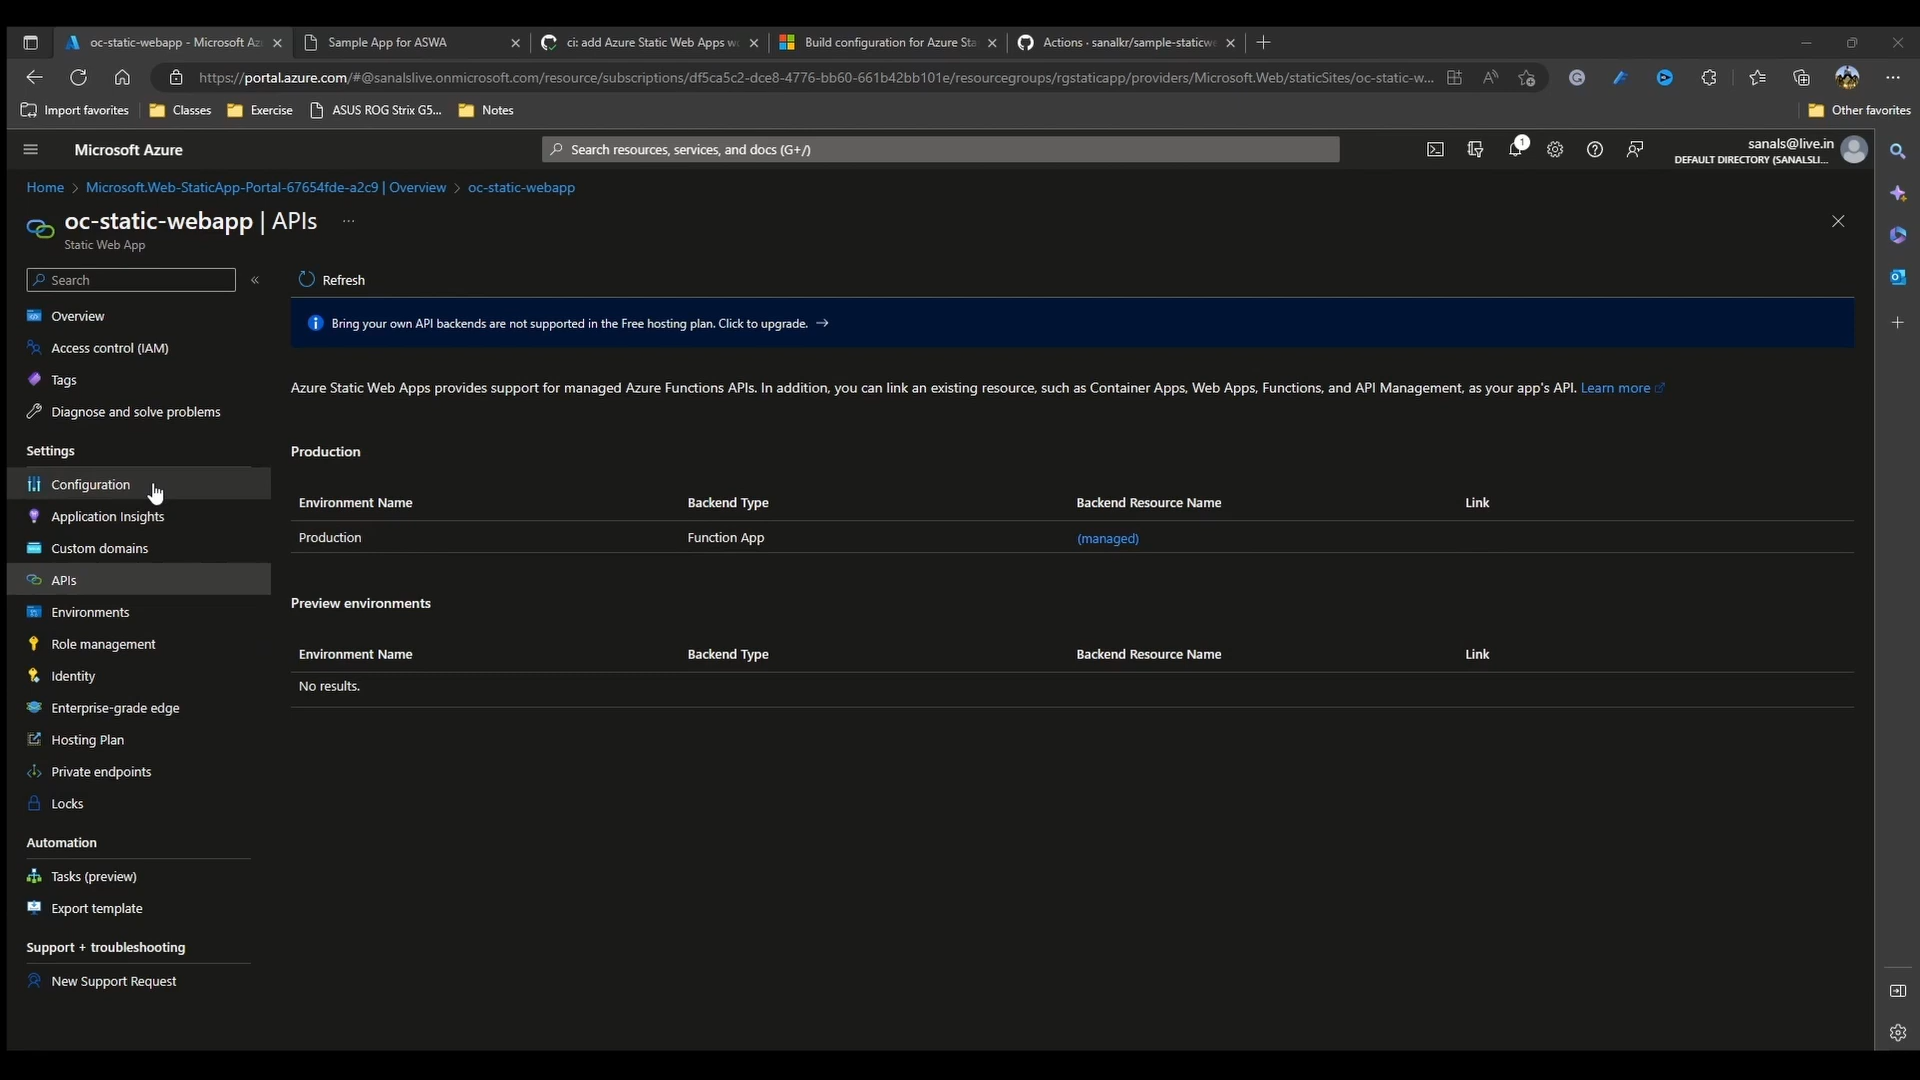 oc-static-webapp - Microsoft Az
Sample App for ASWA
ci: add Azure Static Web Apps w
Build configuration for Azure Sta
Actions · sanalkr/sample-staticwe
https://portal.azure.com/#@sanalslive.onmicrosoft.com/resource/subscriptions/df5ca5c2-dce8-4776-bb60-661b42bb101e/resourcegroups/rgstaticapp/providers/Microsoft.Web/staticSites/oc-static-w...
Import favorites
Classes
Exercise
ASUS ROG Strix G5...
Notes
Other favorites
Microsoft Azure
Search resources, services, and docs (G+/)
1
sanals@live.in
DEFAULT DIRECTORY (SANALSLI...
Home > Microsoft.Web-StaticApp-Portal-67654fde-a2c9 | Overview > oc-static-webapp
oc-static-webapp | APIs ...
Static Web App
Search
«
Refresh
Overview
Access control (IAM)
Tags
Diagnose and solve problems
Settings
Configuration
Application Insights
Custom domains
APIs
Environments
Role management
Identity
Enterprise-grade edge
Hosting Plan
Private endpoints
Locks
Automation
Tasks (preview)
Export template
Support + troubleshooting
New Support Request
Bring your own API backends are not supported in the Free hosting plan. Click to upgrade. →
Azure Static Web Apps provides support for managed Azure Functions APIs. In addition, you can link an existing resource, such as Container Apps, Web Apps, Functions, and API Management, as your app's API. Learn more
Production
Environment Name Backend Type Backend Resource Name Link
Production Function App (managed)
Preview environments
Environment Name Backend Type Backend Resource Name Link
No results.